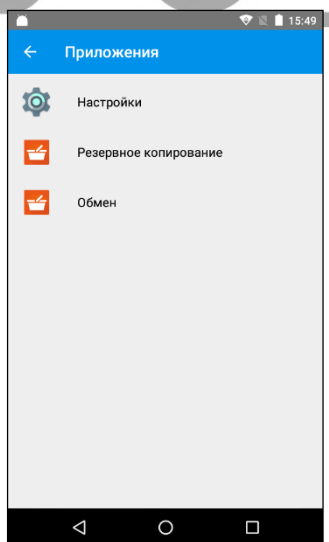 15:49
Приложения
Настройки
Резервное копирование
Обмен